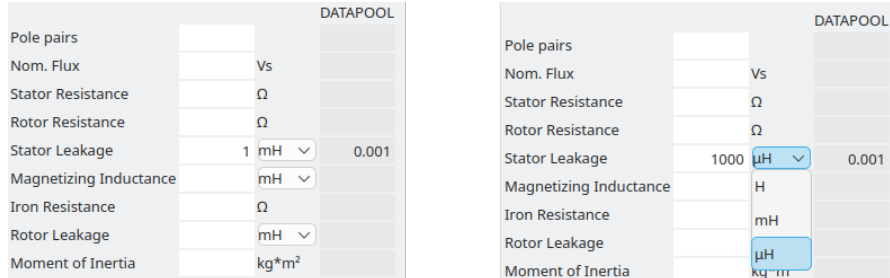 DATAPOOL
Pole pairs
Nom. Flux Vs
Stator Resistance Ω
Rotor Resistance Ω
Stator Leakage 1 mH 0.001
Magnetizing Inductance mH
Iron Resistance Ω
Rotor Leakage mH
Moment of Inertia kg*m²
DATAPOOL
Pole pairs
Nom. Flux Vs
Stator Resistance Ω
Rotor Resistance Ω
Stator Leakage 1000 µH 0.001
Magnetizing Inductance H
Iron Resistance mH
Rotor Leakage µH
Moment of Inertia